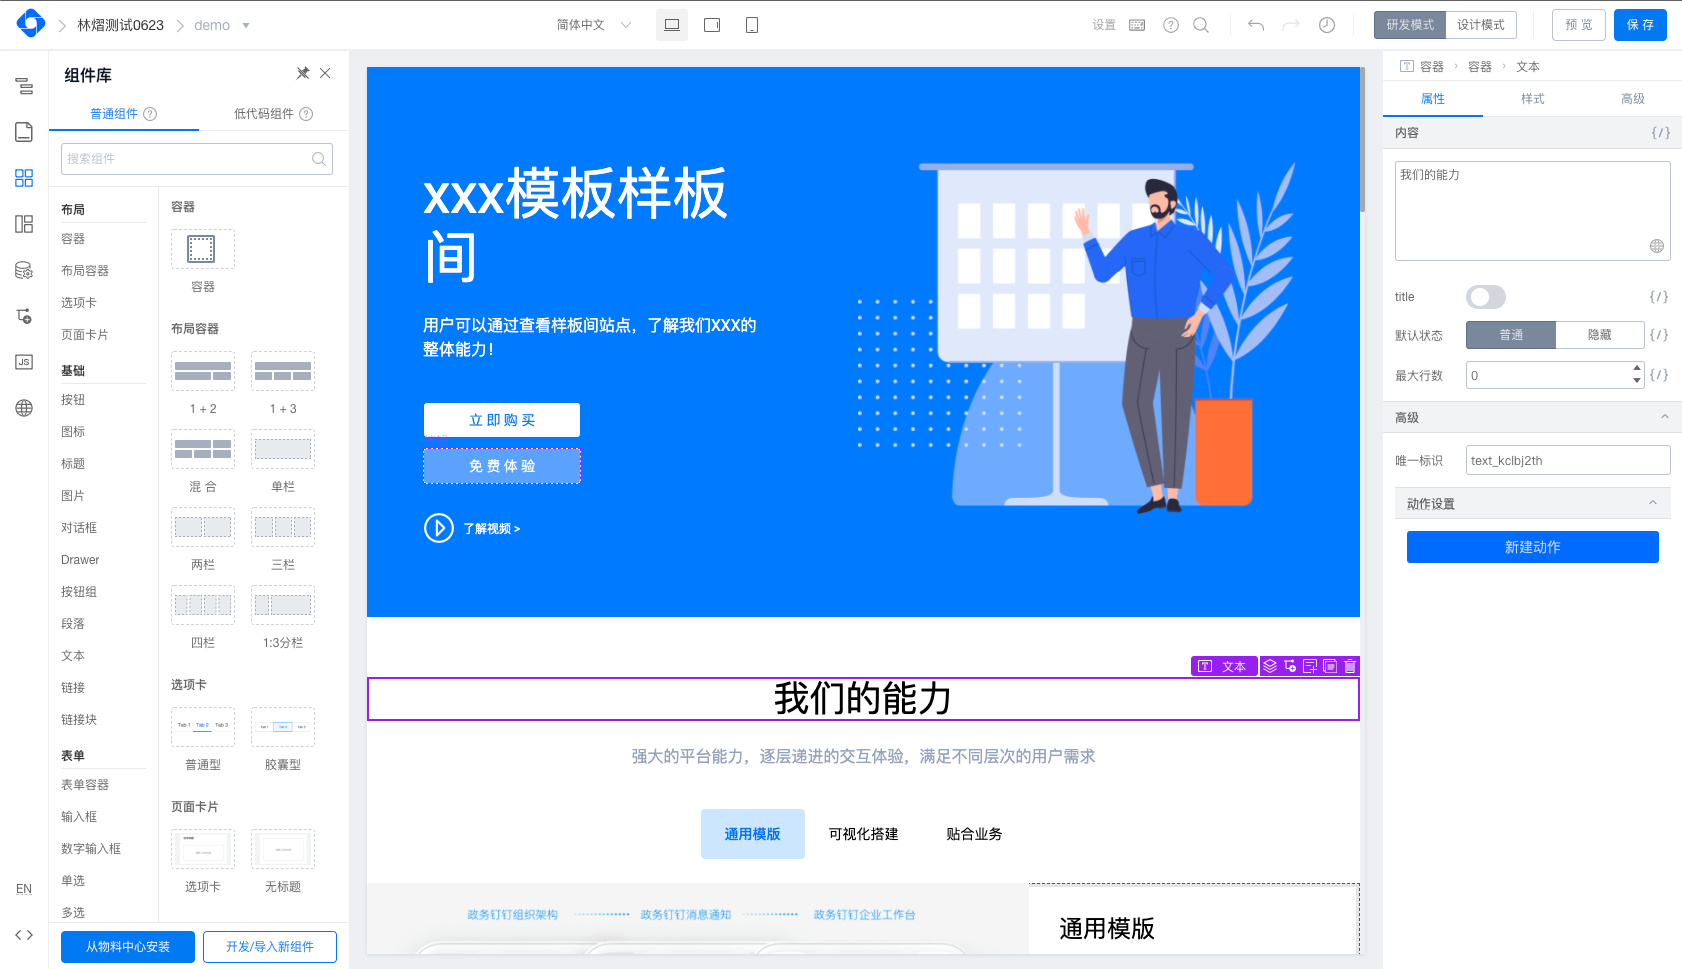 林熠测试0623
demo
简体中文
设置
研发模式
设计模式
预 览
保 存
组件库
普通组件
低代码组件
搜索组件
布局
容器
布局容器
选项卡
页面卡片
基础
按钮
图标
标题
图片
对话框
Drawer
按钮组
段落
文本
链接
链接块
表单
表单容器
输入框
数字输入框
单选
多选
容器
容器
布局容器
1 + 2
1 + 3
混 合
单栏
两栏
三栏
四栏
1:3分栏
选项卡
Tab 1 Tab 2 Tab 3
普通型
胶囊型
页面卡片
选项卡
无标题
从物料中心安装
开发/导入新组件
JS
EN
xxx模板样板
间
用户可以通过查看样板间站点，了解我们XXX的
整体能力！
立 即 购 买
免 费 体 验
了解视频 >
文本
我们的能力
强大的平台能力，逐层递进的交互体验，满足不同层次的用户需求
通用模版
可视化搭建
贴合业务
政务钉钉组织架构
政务钉钉消息通知
政务钉钉企业工作台
通用模版
容器
容器
文本
属性
样式
高级
内容
{/}
我们的能力
title
{/}
默认状态
普通
隐藏
{/}
最大行数
0
{/}
高级
唯一标识
text_kclbj2th
动作设置
新建动作